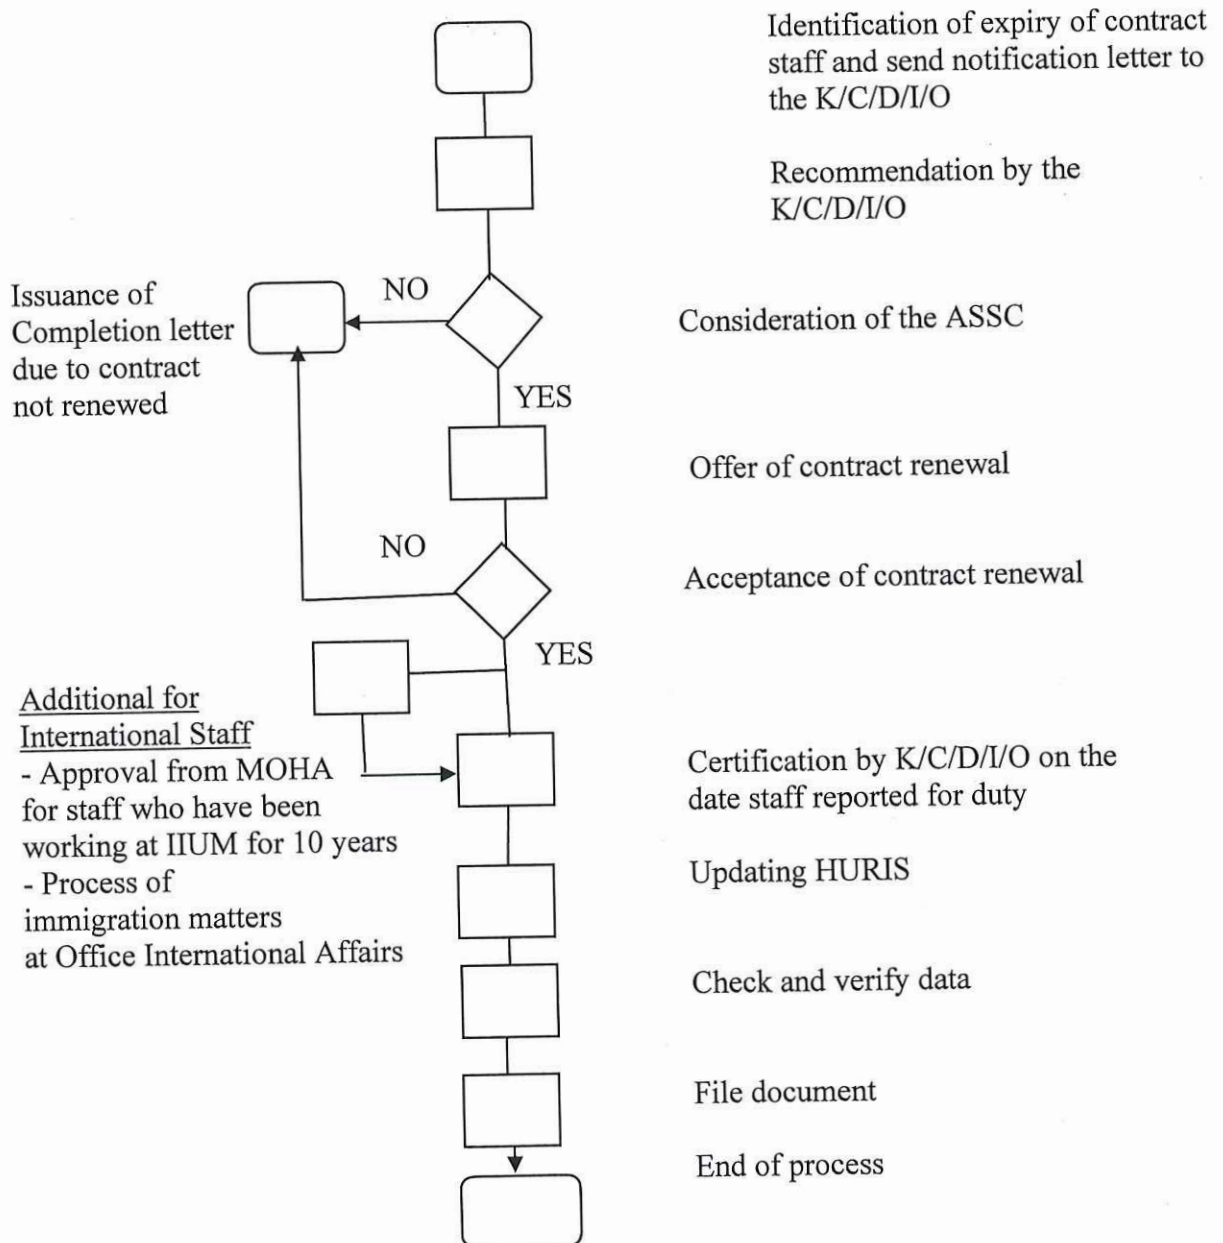 Identification of expiry of contract
staff and send notification letter to
the K/C/D/I/O
Recommendation by the
K/C/D/I/O
Issuance of
Completion letter
due to contract
not renewed
NO
Consideration of the ASSC
YES
Offer of contract renewal
NO
Acceptance of contract renewal
YES
Additional for
International Staff
- Approval from MOHA
for staff who have been
working at IIUM for 10 years
- Process of
immigration matters
at Office International Affairs
Certification by K/C/D/I/O on the
date staff reported for duty
Updating HURIS
Check and verify data
File document
End of process